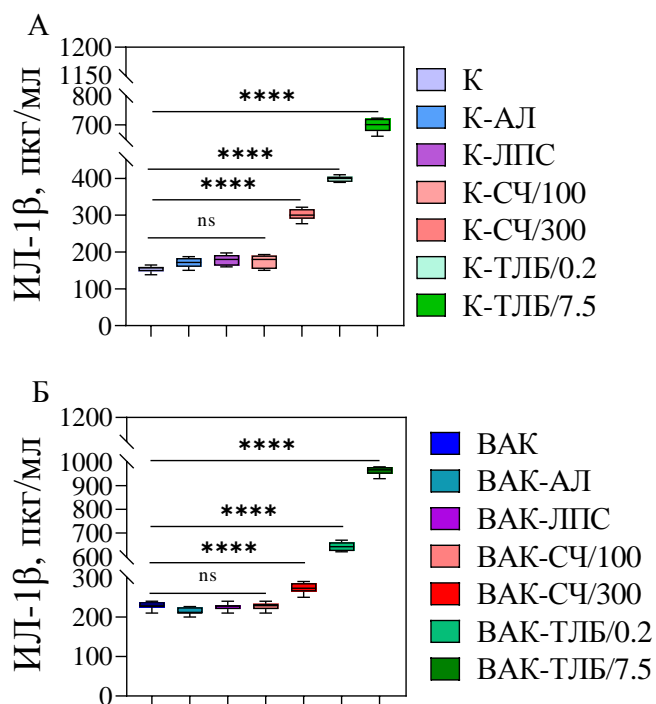 А
ИЛ-1β, пкг/мл
1200
1150
800
700
400
300
200
100
0
****
****
****
ns
К
К-АЛ
К-ЛПС
К-СЧ/100
К-СЧ/300
К-ТЛБ/0.2
К-ТЛБ/7.5
Б
ИЛ-1β, пкг/мл
1200
1000
900
700
600
300
200
100
0
****
****
****
ns
ВАК
ВАК-АЛ
ВАК-ЛПС
ВАК-СЧ/100
ВАК-СЧ/300
ВАК-ТЛБ/0.2
ВАК-ТЛБ/7.5